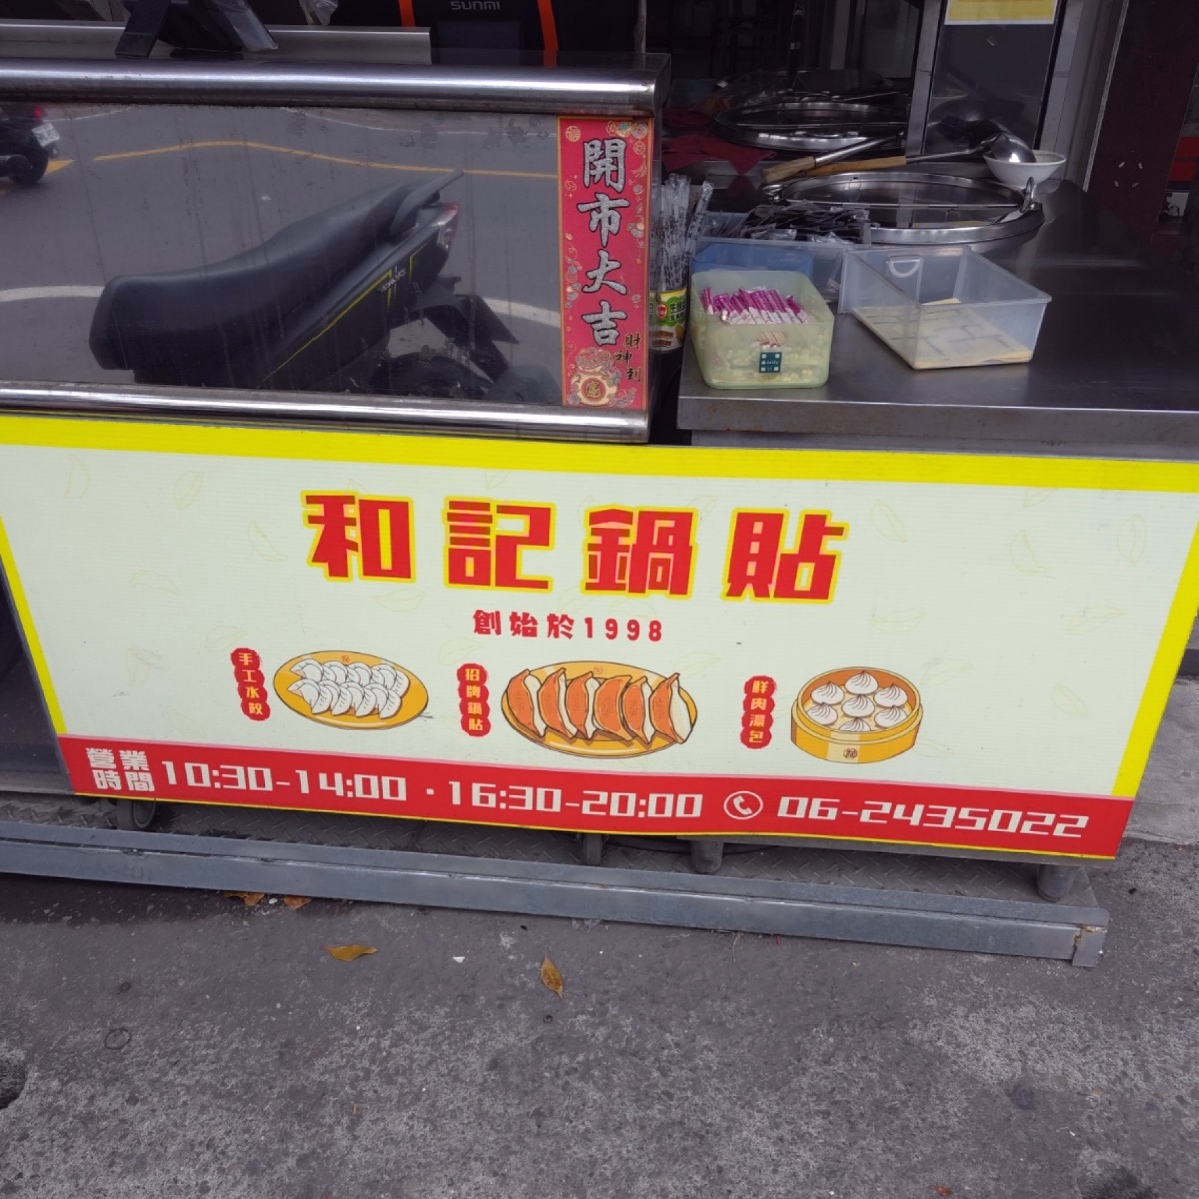 SUNMI
開市大吉
財神到
和記鍋貼
創始於1998
手工水餃
招牌鍋貼
鮮肉湯包
營業時間 10:30-14:00 · 16:30-20:00 06-2435022